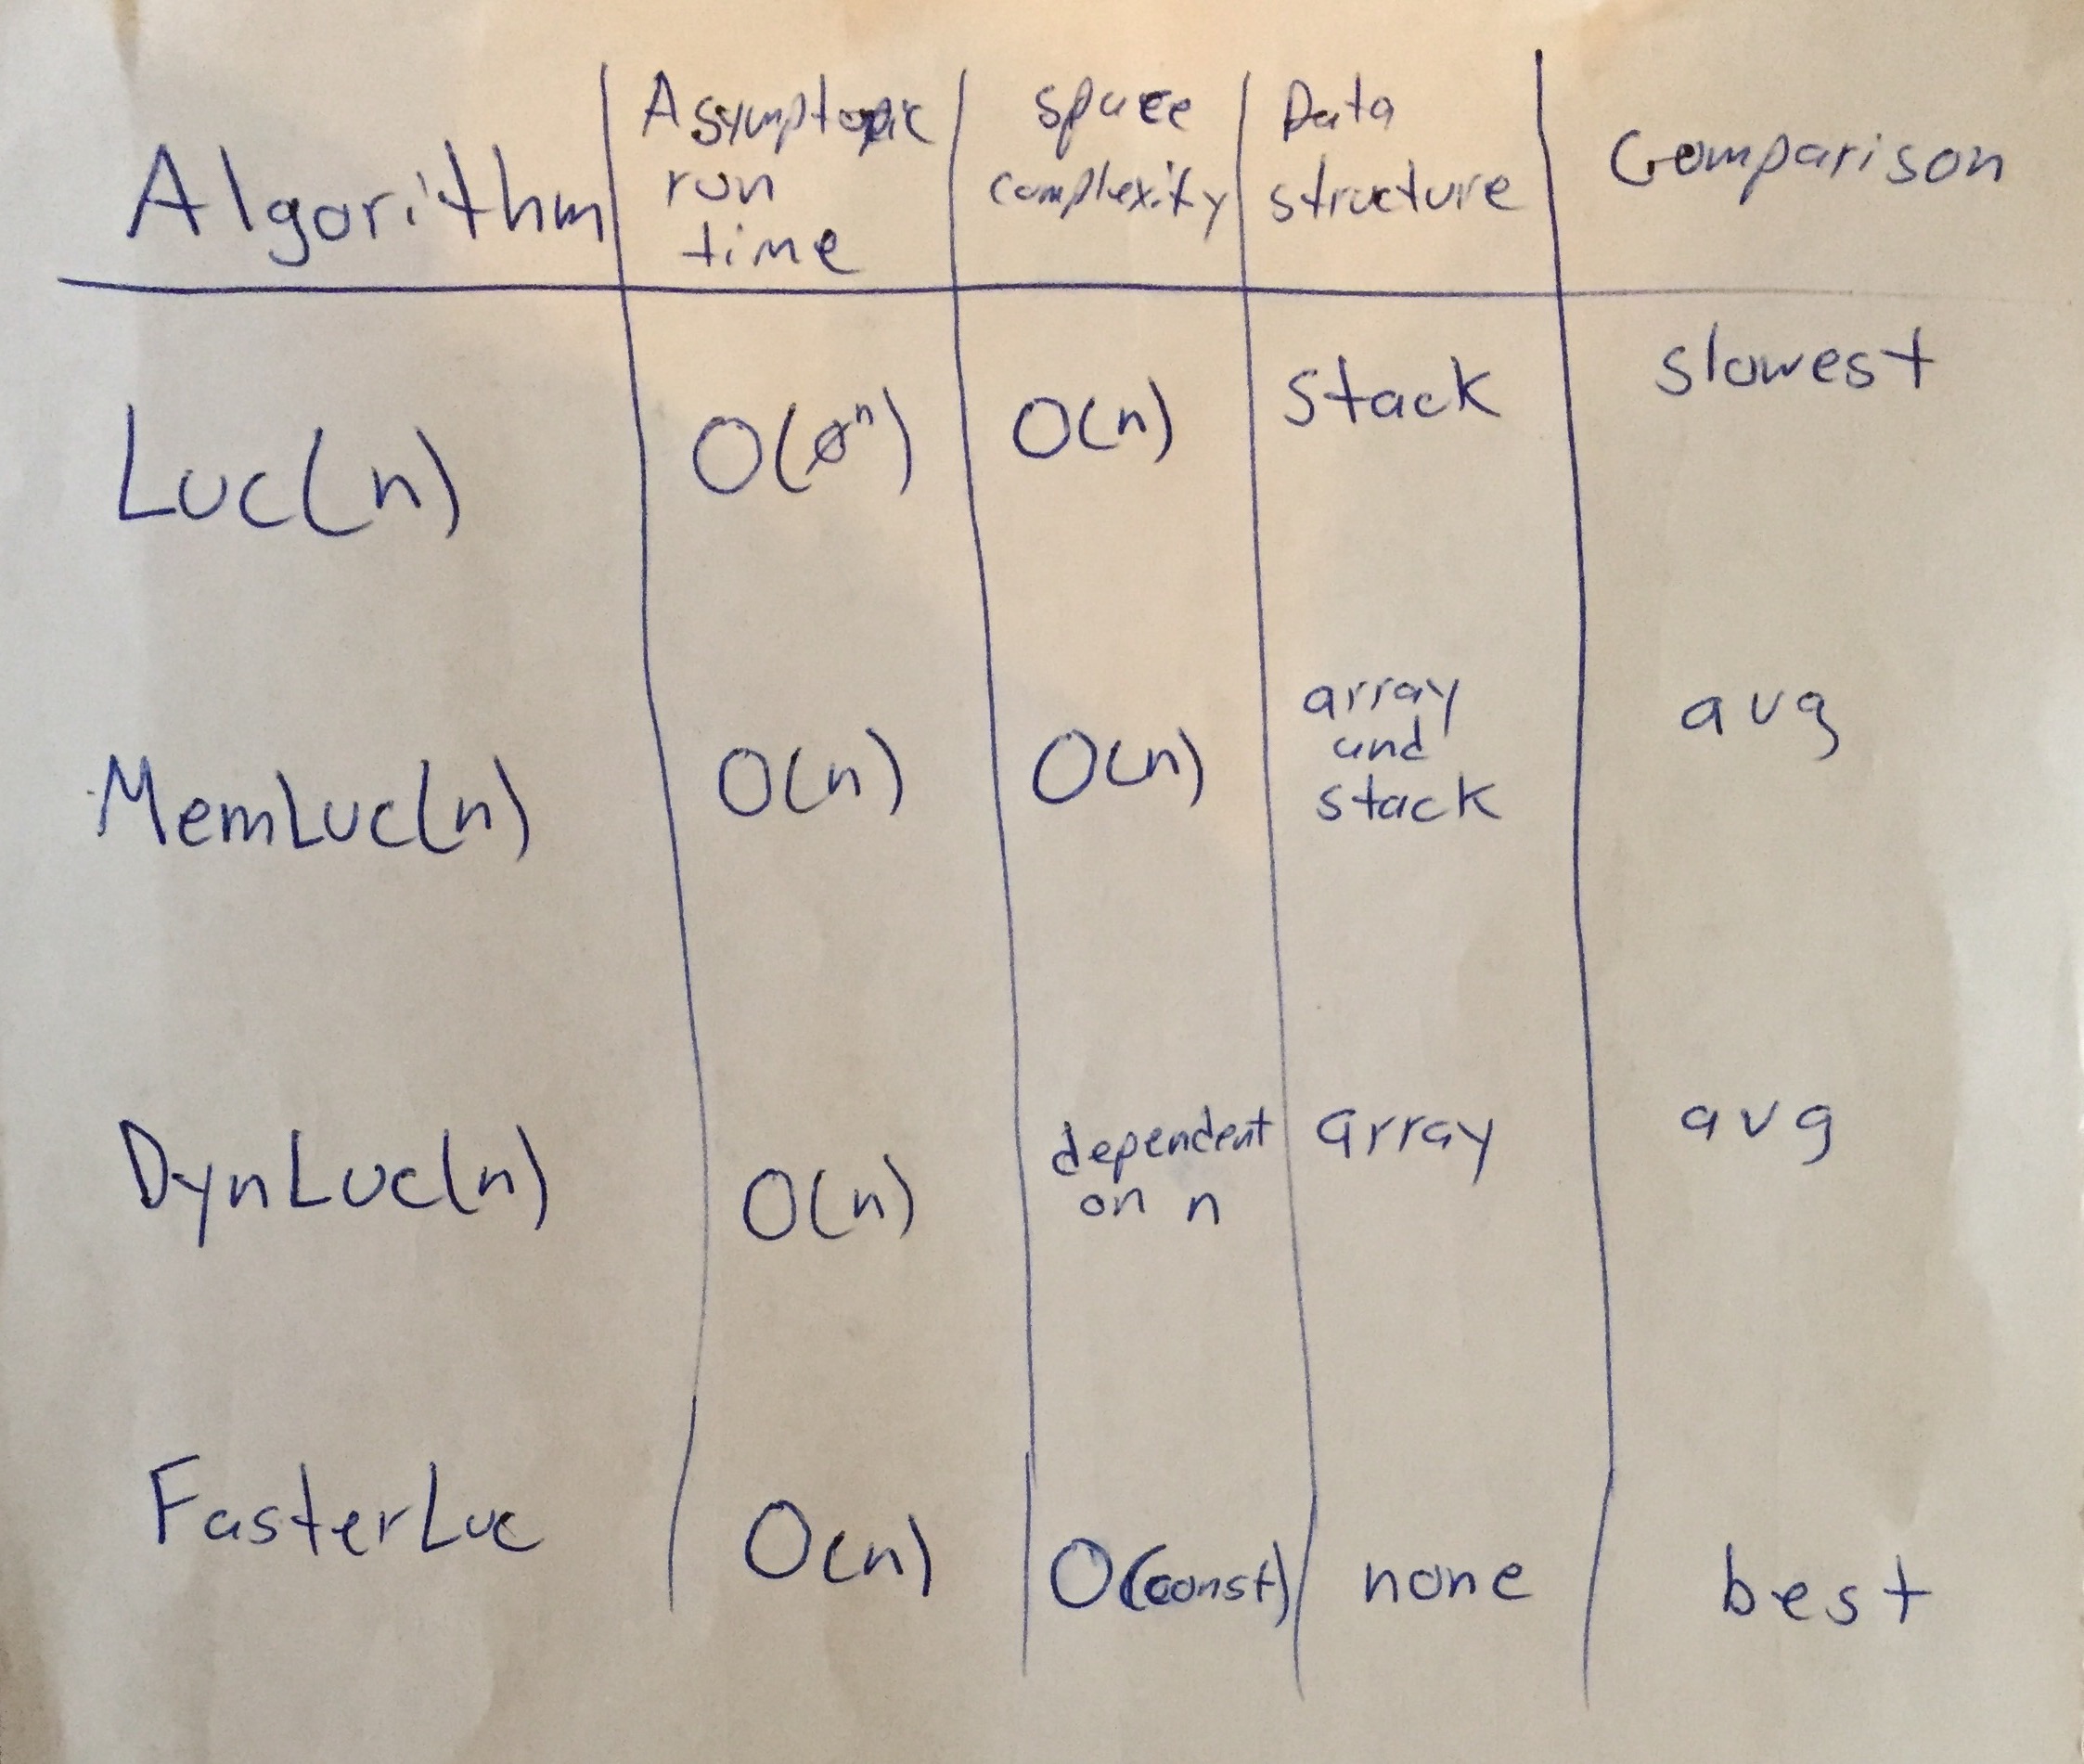 Algorithm | Asymptotic run time | space complexity | Data structure | Comparison
Luc(n) | O(ø^n) | O(n) | Stack | slowest
MemLuc(n) | O(n) | O(n) | array and stack | avg
DynLuc(n) | O(n) | dependent on n | array | avg
FasterLuc | O(n) | O(const) | none | best